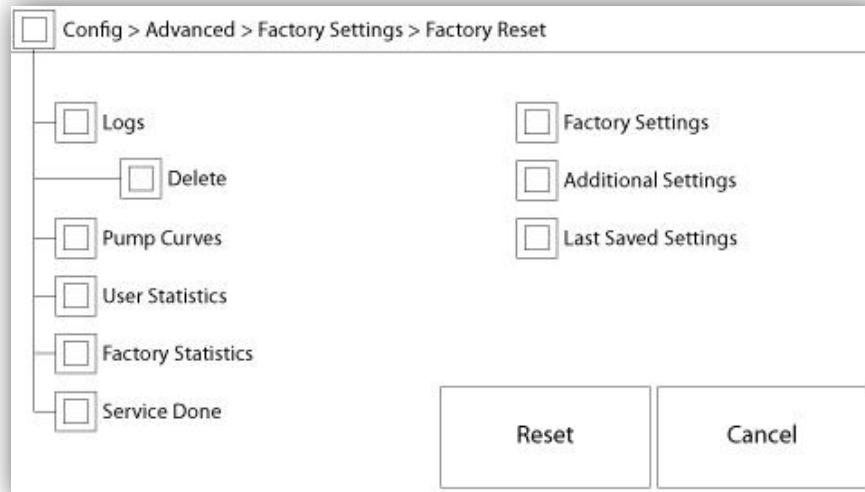 Config > Advanced > Factory Settings > Factory Reset
Logs
Delete
Pump Curves
User Statistics
Factory Statistics
Service Done
Factory Settings
Additional Settings
Last Saved Settings
Reset
Cancel